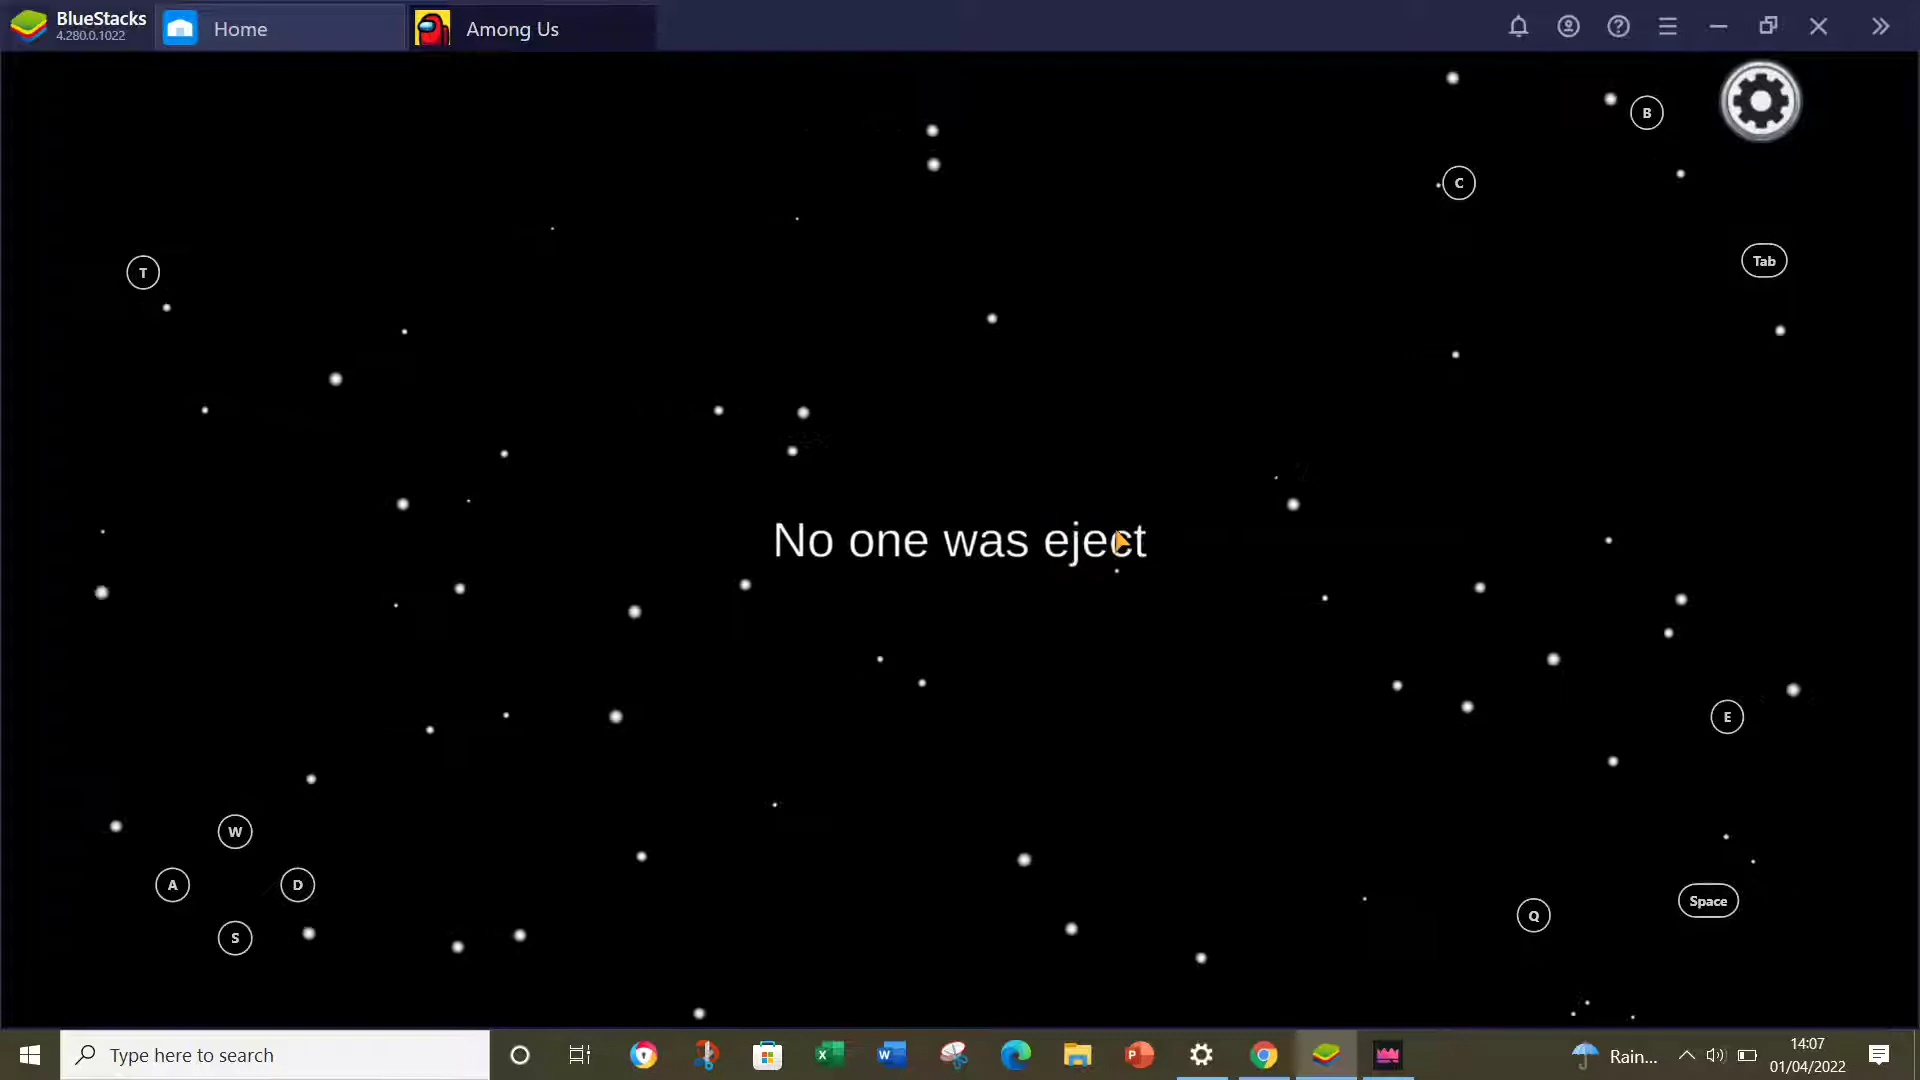 BlueStacks
4.280.0.1022
Home
Among Us
B
C
T
Tab
No one was eject
E
W
A
D
S
Q
Space
Type here to search
Rain...
14:07
01/04/2022